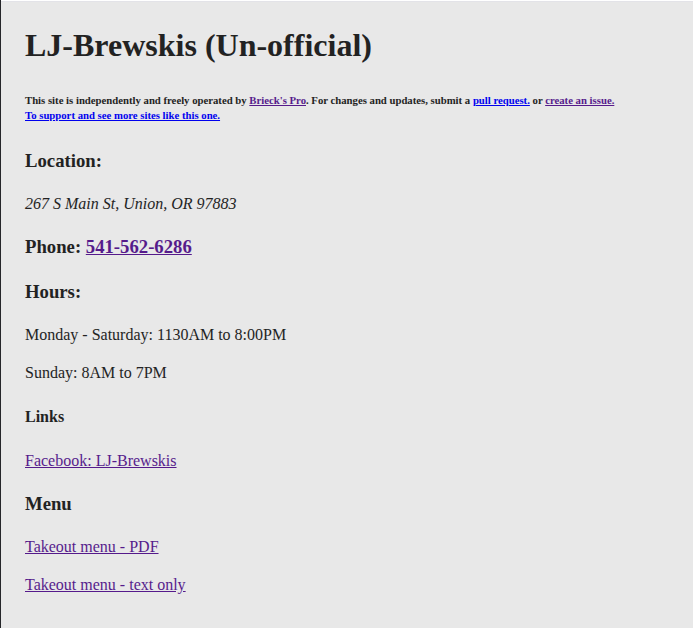 LJ-Brewskis (Un-official)
This site is independently and freely operated by Brieck's Pro. For changes and updates, submit a pull request. or create an issue.
To support and see more sites like this one.
Location:
267 S Main St, Union, OR 97883
Phone: 541-562-6286
Hours:
Monday - Saturday: 1130AM to 8:00PM
Sunday: 8AM to 7PM
Links
Facebook: LJ-Brewskis
Menu
Takeout menu - PDF
Takeout menu - text only